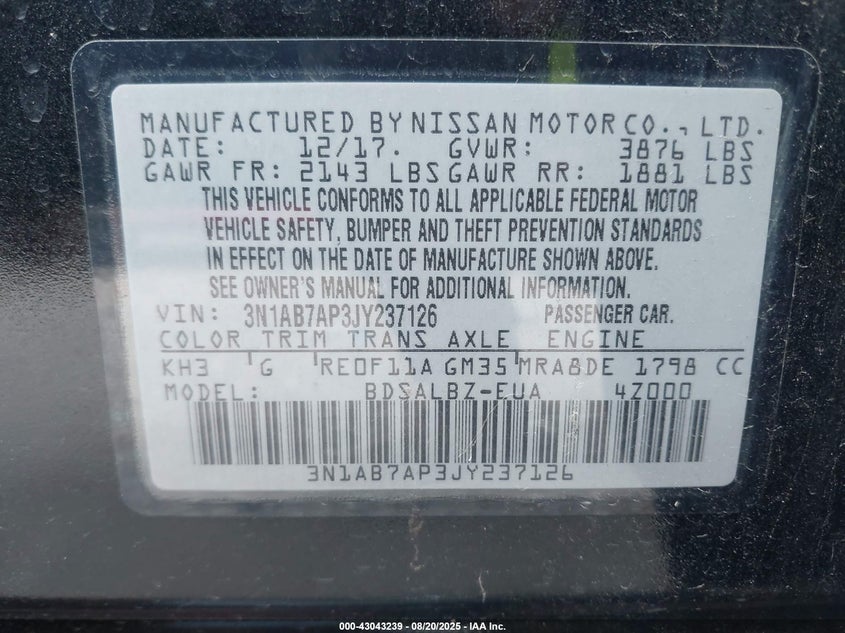 MANUFACTURED BY NISSAN MOTOR CO., LTD.
DATE: 12/17. GVWR: 3876 LBS
GAWR FR: 2143 LBS GAWR RR: 1881 LBS
THIS VEHICLE CONFORMS TO ALL APPLICABLE FEDERAL MOTOR
VEHICLE SAFETY, BUMPER AND THEFT PREVENTION STANDARDS
IN EFFECT ON THE DATE OF MANUFACTURE SHOWN ABOVE.
SEE OWNER'S MANUAL FOR ADDITIONAL INFORMATION.
VIN: 3N1AB7AP3JY237126 PASSENGER CAR.
COLOR TRIM TRANS AXLE ENGINE
KH3 G RE0F11A GM35 MRA8DE 1798 CC
MODEL: BDSALBZ-EUA 4Z000
3N1AB7AP3JY237126
000-43043239 - 08/20/2025 - IAA Inc.